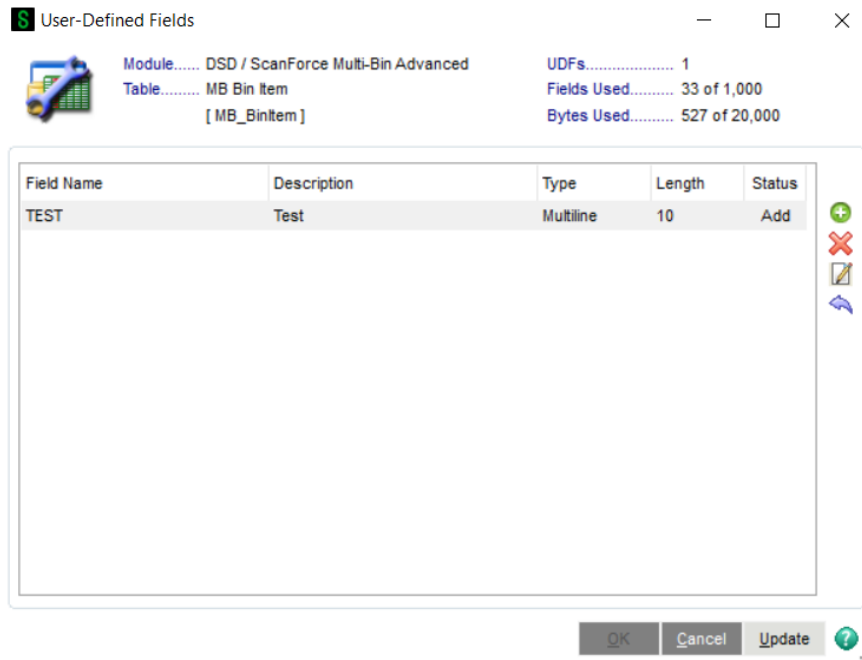 S User-Defined Fields
Module...... DSD / ScanForce Multi-Bin Advanced
Table......... MB Bin Item
[ MB_BinItem ]
UDFs.................... 1
Fields Used.......... 33 of 1,000
Bytes Used.......... 527 of 20,000
Field Name Description Type Length Status
TEST Test Multiline 10 Add
OK Cancel Update ?